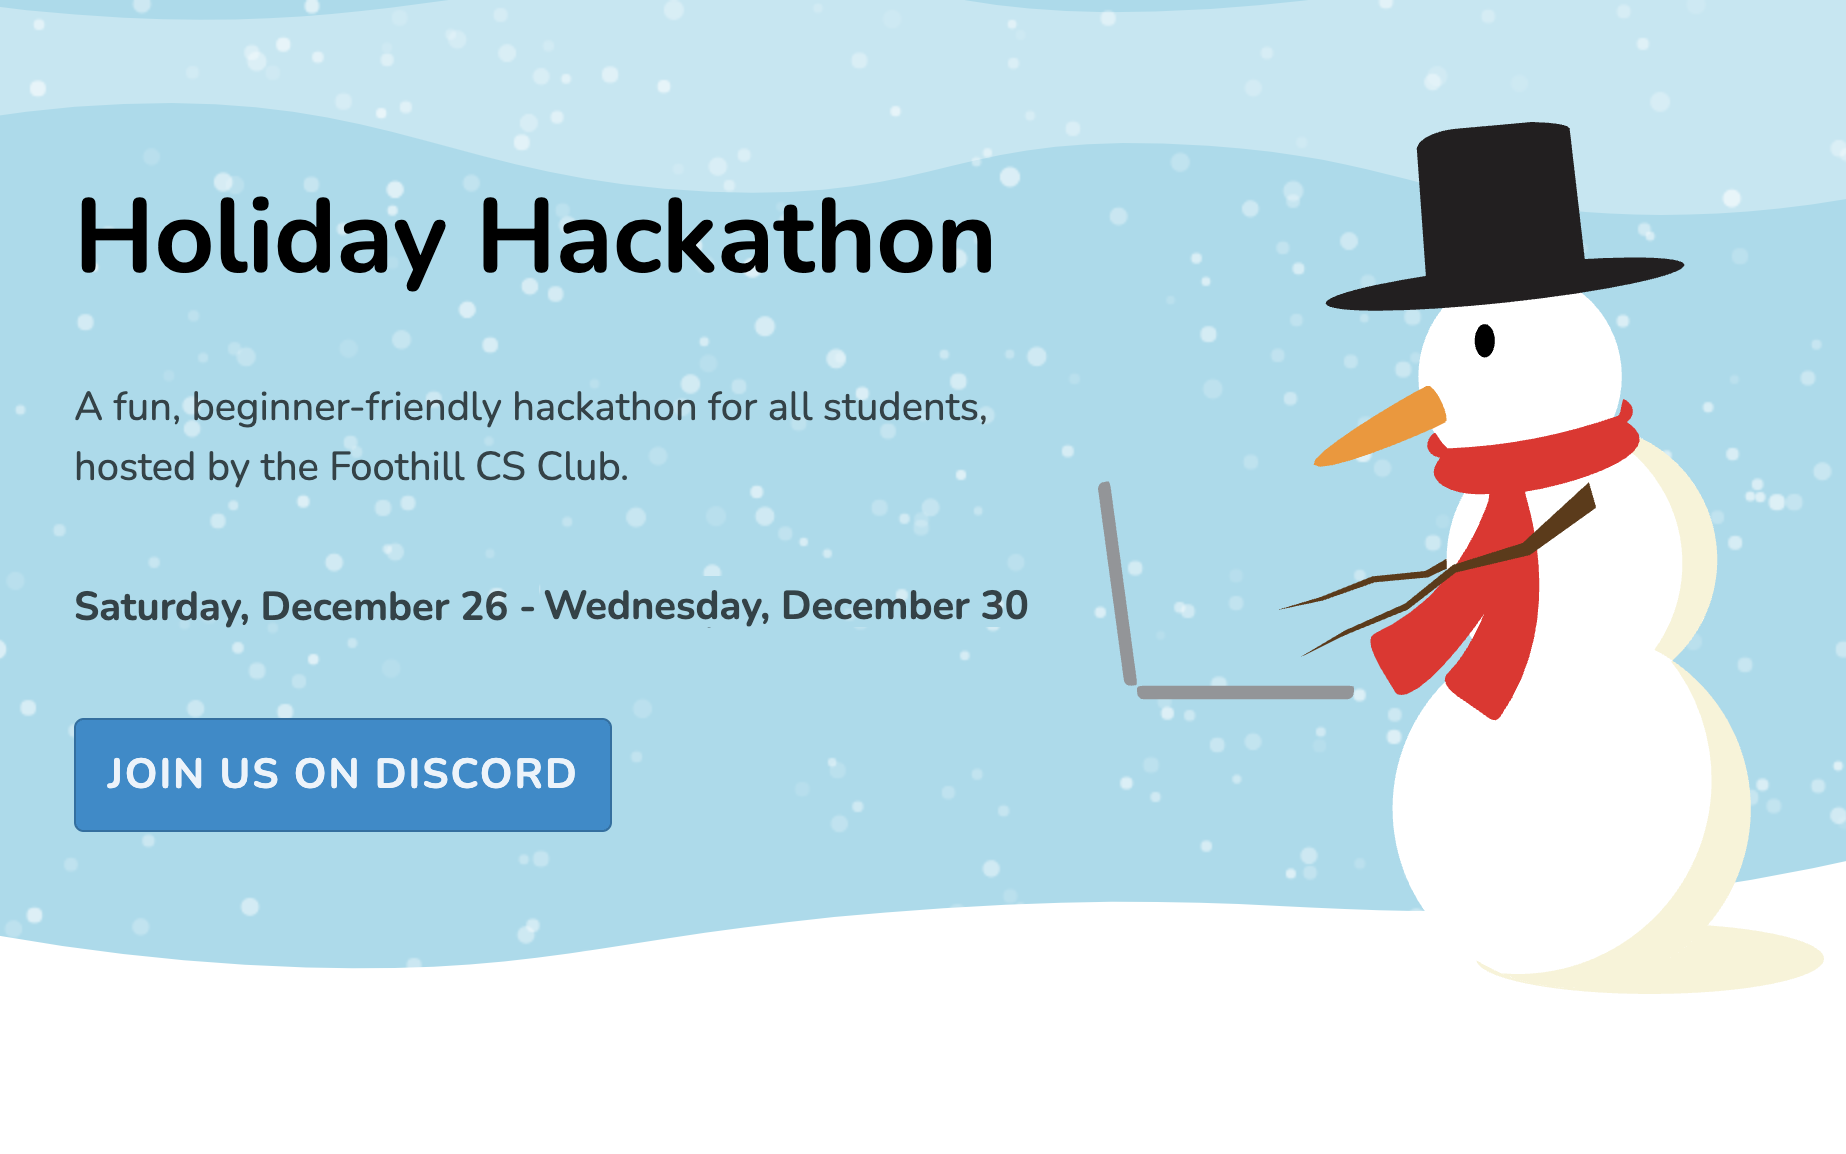 Holiday Hackathon
A fun, beginner-friendly hackathon for all students,
hosted by the Foothill CS Club.
Saturday, December 26 - Wednesday, December 30
JOIN US ON DISCORD